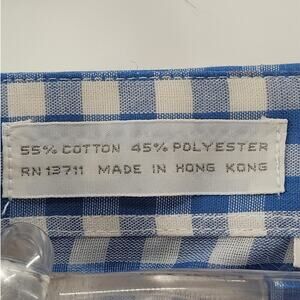 55% COTTON 45% POLYESTER
RN 13711 MADE IN HONG KONG